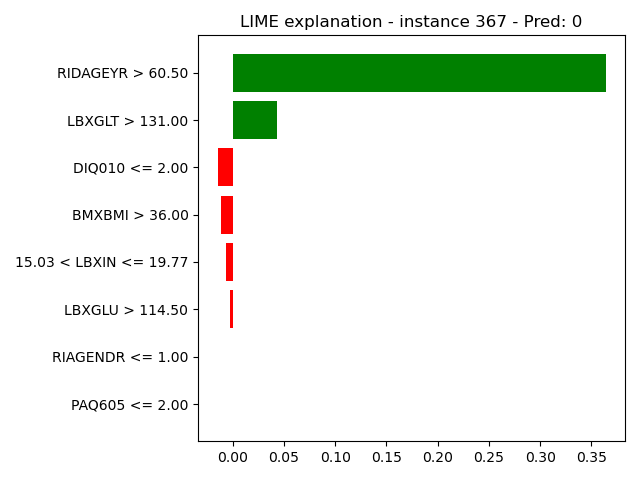 LIME explanation - instance 367 - Pred: 0
RIDAGEYR > 60.50
LBXGLT > 131.00
DIQ010 <= 2.00
BMXBMI > 36.00
15.03 < LBXIN <= 19.77
LBXGLU > 114.50
RIAGENDR <= 1.00
PAQ605 <= 2.00
0.00 0.05 0.10 0.15 0.20 0.25 0.30 0.35